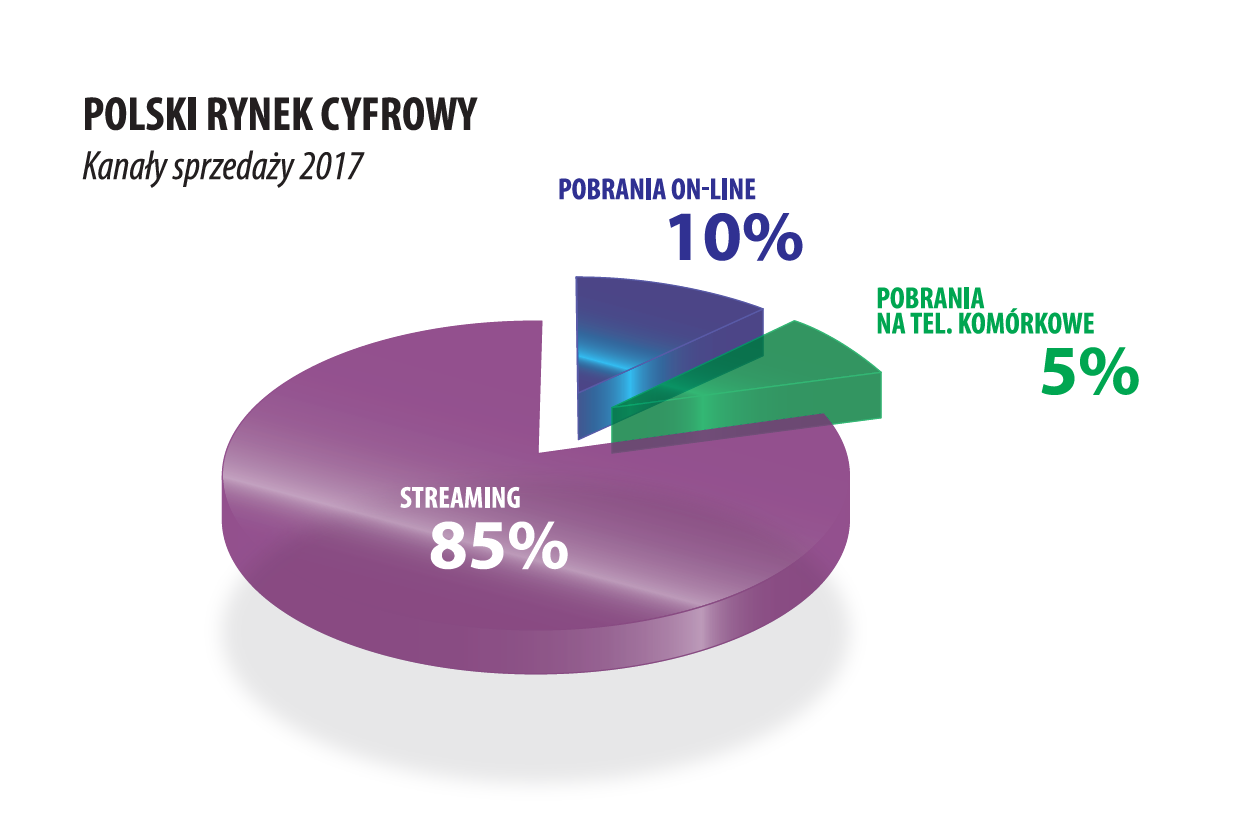 POLSKI RYNEK CYFROWY
Kanały sprzedaży 2017
POBRANIA ON-LINE
10%
POBRANIA
NA TEL. KOMÓRKOWE
5%
STREAMING
85%